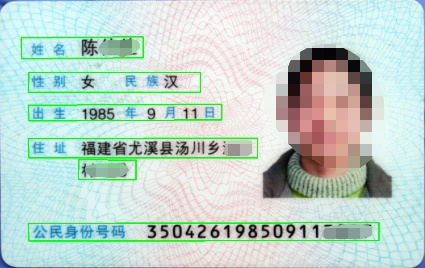 姓名 陈
性别 女 民族 汉
出生 1985 年 9 月 11 日
住址 福建省尤溪县汤川乡
公民身份号码 35042619850911